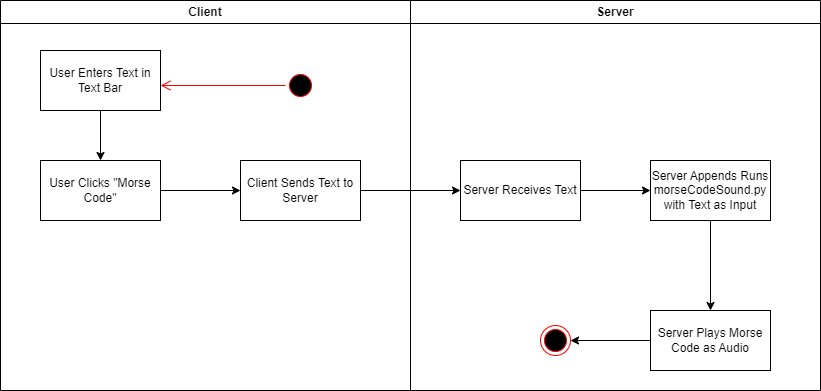 Client
Server
User Enters Text in
Text Bar
User Clicks "Morse
Code"
Client Sends Text to
Server
Server Receives Text
Server Appends Runs
morseCodeSound.py
with Text as Input
Server Plays Morse
Code as Audio